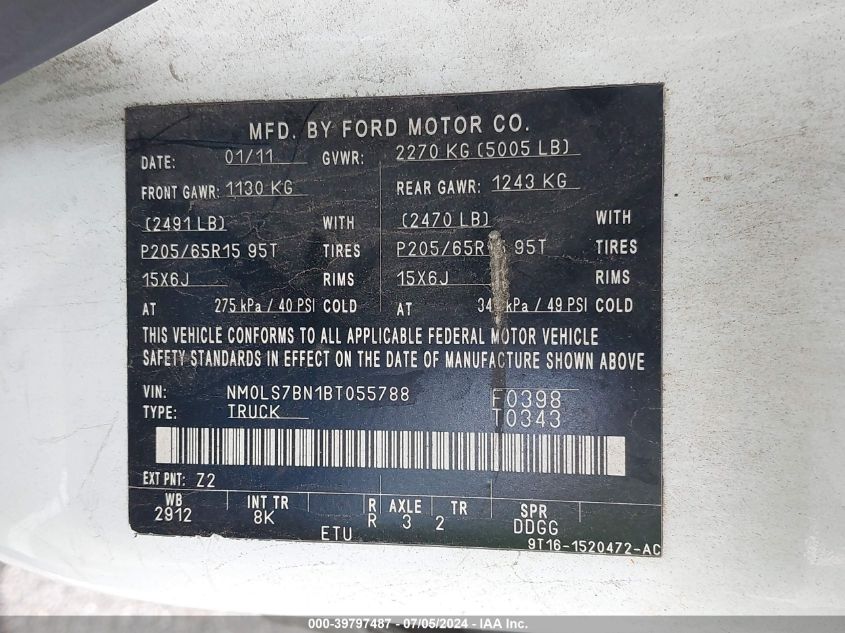 MFD. BY FORD MOTOR CO.
DATE: 01/11 GVWR: 2270 KG (5005 LB)
FRONT GAWR: 1130 KG REAR GAWR: 1243 KG
(2491 LB) WITH (2470 LB) WITH
P205/65R15 95T TIRES P205/65R15 95T TIRES
15X6J RIMS 15X6J RIMS
AT 275 kPa / 40 PSI COLD AT kPa / 49 PSI COLD
THIS VEHICLE CONFORMS TO ALL APPLICABLE FEDERAL MOTOR VEHICLE
SAFETY STANDARDS IN EFFECT ON THE DATE OF MANUFACTURE SHOWN ABOVE
VIN: NM0LS7BN1BT055788 F0398
TYPE: TRUCK T0343
EXT PNT: Z2
WB INT TR R AXLE TR SPR
2912 8K R 3 2 DDGG
ETU 9T16-1520472-AC
000-39797487 / 07/05/2024 - IAA Inc.